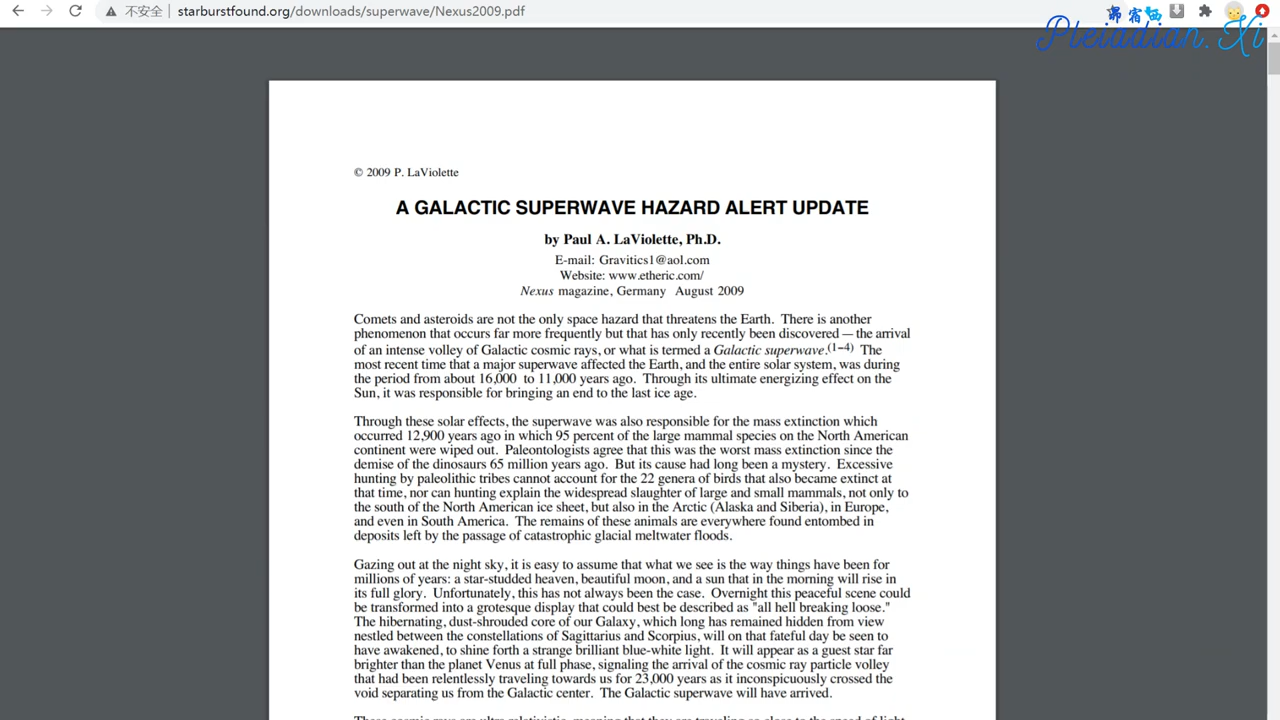 不安全 | starburstfound.org/downloads/superwave/Nexus2009.pdf
昴宿西
Pleiadian.Xi
© 2009 P. LaViolette
A GALACTIC SUPERWAVE HAZARD ALERT UPDATE
by Paul A. LaViolette, Ph.D.
E-mail: Gravitics1@aol.com
Website: www.etheric.com/
Nexus magazine, Germany August 2009
Comets and asteroids are not the only space hazard that threatens the Earth. There is another
phenomenon that occurs far more frequently but that has only recently been discovered — the arrival
of an intense volley of Galactic cosmic rays, or what is termed a Galactic superwave.(1–4) The
most recent time that a major superwave affected the Earth, and the entire solar system, was during
the period from about 16,000 to 11,000 years ago. Through its ultimate energizing effect on the
Sun, it was responsible for bringing an end to the last ice age.
Through these solar effects, the superwave was also responsible for the mass extinction which
occurred 12,900 years ago in which 95 percent of the large mammal species on the North American
continent were wiped out. Paleontologists agree that this was the worst mass extinction since the
demise of the dinosaurs 65 million years ago. But its cause had long been a mystery. Excessive
hunting by paleolithic tribes cannot account for the 22 genera of birds that also became extinct at
that time, nor can hunting explain the widespread slaughter of large and small mammals, not only to
the south of the North American ice sheet, but also in the Arctic (Alaska and Siberia), in Europe,
and even in South America. The remains of these animals are everywhere found entombed in
deposits left by the passage of catastrophic glacial meltwater floods.
Gazing out at the night sky, it is easy to assume that what we see is the way things have been for
millions of years: a star-studded heaven, beautiful moon, and a sun that in the morning will rise in
its full glory. Unfortunately, this has not always been the case. Overnight this peaceful scene could
be transformed into a grotesque display that could best be described as "all hell breaking loose."
The hibernating, dust-shrouded core of our Galaxy, which long has remained hidden from view
nestled between the constellations of Sagittarius and Scorpius, will on that fateful day be seen to
have awakened, to shine forth a strange brilliant blue-white light. It will appear as a guest star far
brighter than the planet Venus at full phase, signaling the arrival of the cosmic ray particle volley
that had been relentlessly traveling towards us for 23,000 years as it inconspicuously crossed the
void separating us from the Galactic center. The Galactic superwave will have arrived.
These cosmic rays are ultra-relativistic, meaning that they are traveling so close to the speed of light